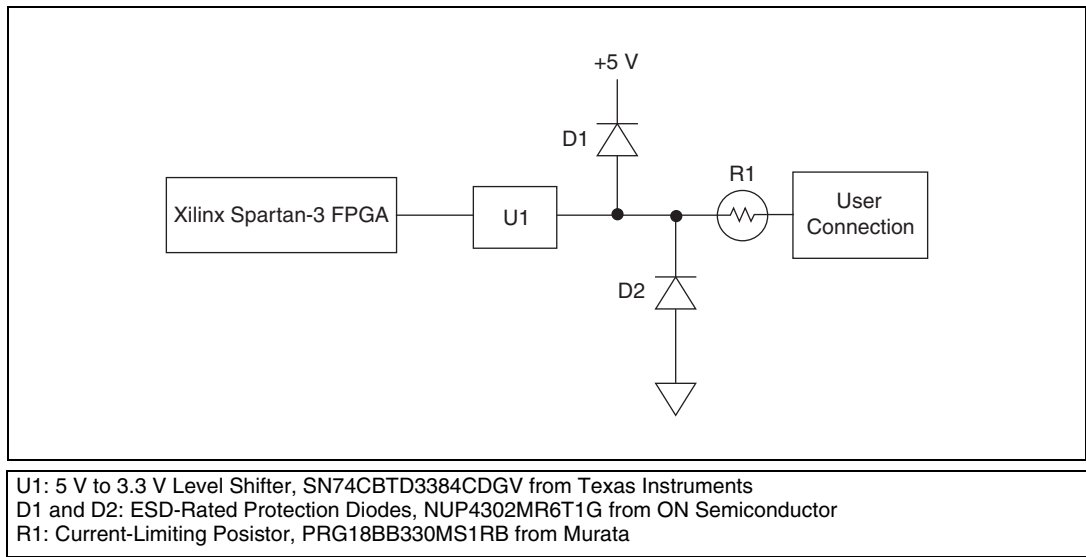 +5 V
D1
R1
Xilinx Spartan-3 FPGA
U1
User
Connection
D2
U1: 5 V to 3.3 V Level Shifter, SN74CBTD3384CDGV from Texas Instruments
D1 and D2: ESD-Rated Protection Diodes, NUP4302MR6T1G from ON Semiconductor
R1: Current-Limiting Posistor, PRG18BB330MS1RB from Murata